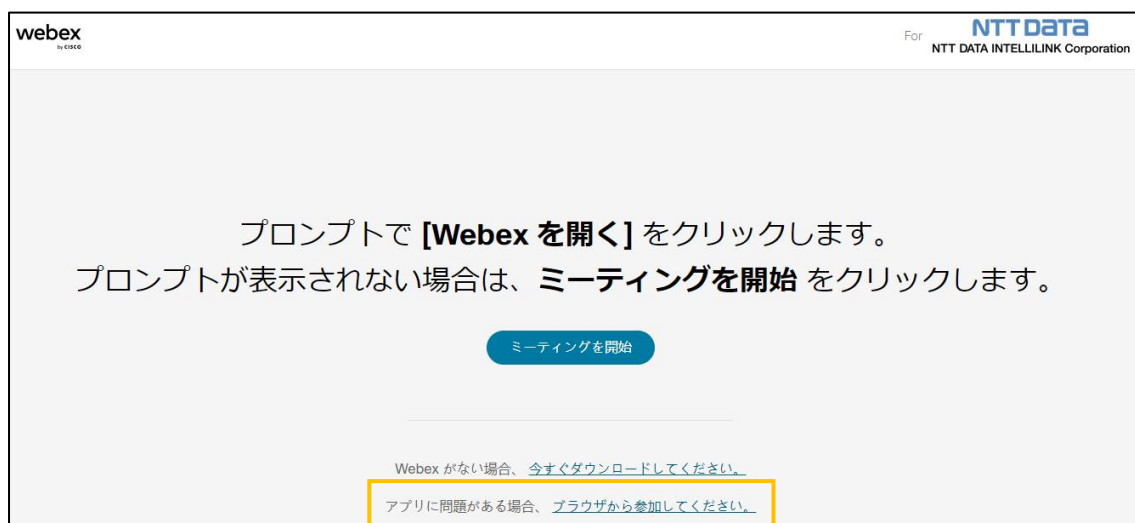 webex
by CISCO
For NTT DATA
NTT DATA INTELLILINK Corporation
プロンプトで [Webex を開く] をクリックします。
プロンプトが表示されない場合は、ミーティングを開始 をクリックします。
ミーティングを開始
Webex がない場合、 今すぐダウンロードしてください。
アプリに問題がある場合、 ブラウザから参加してください。